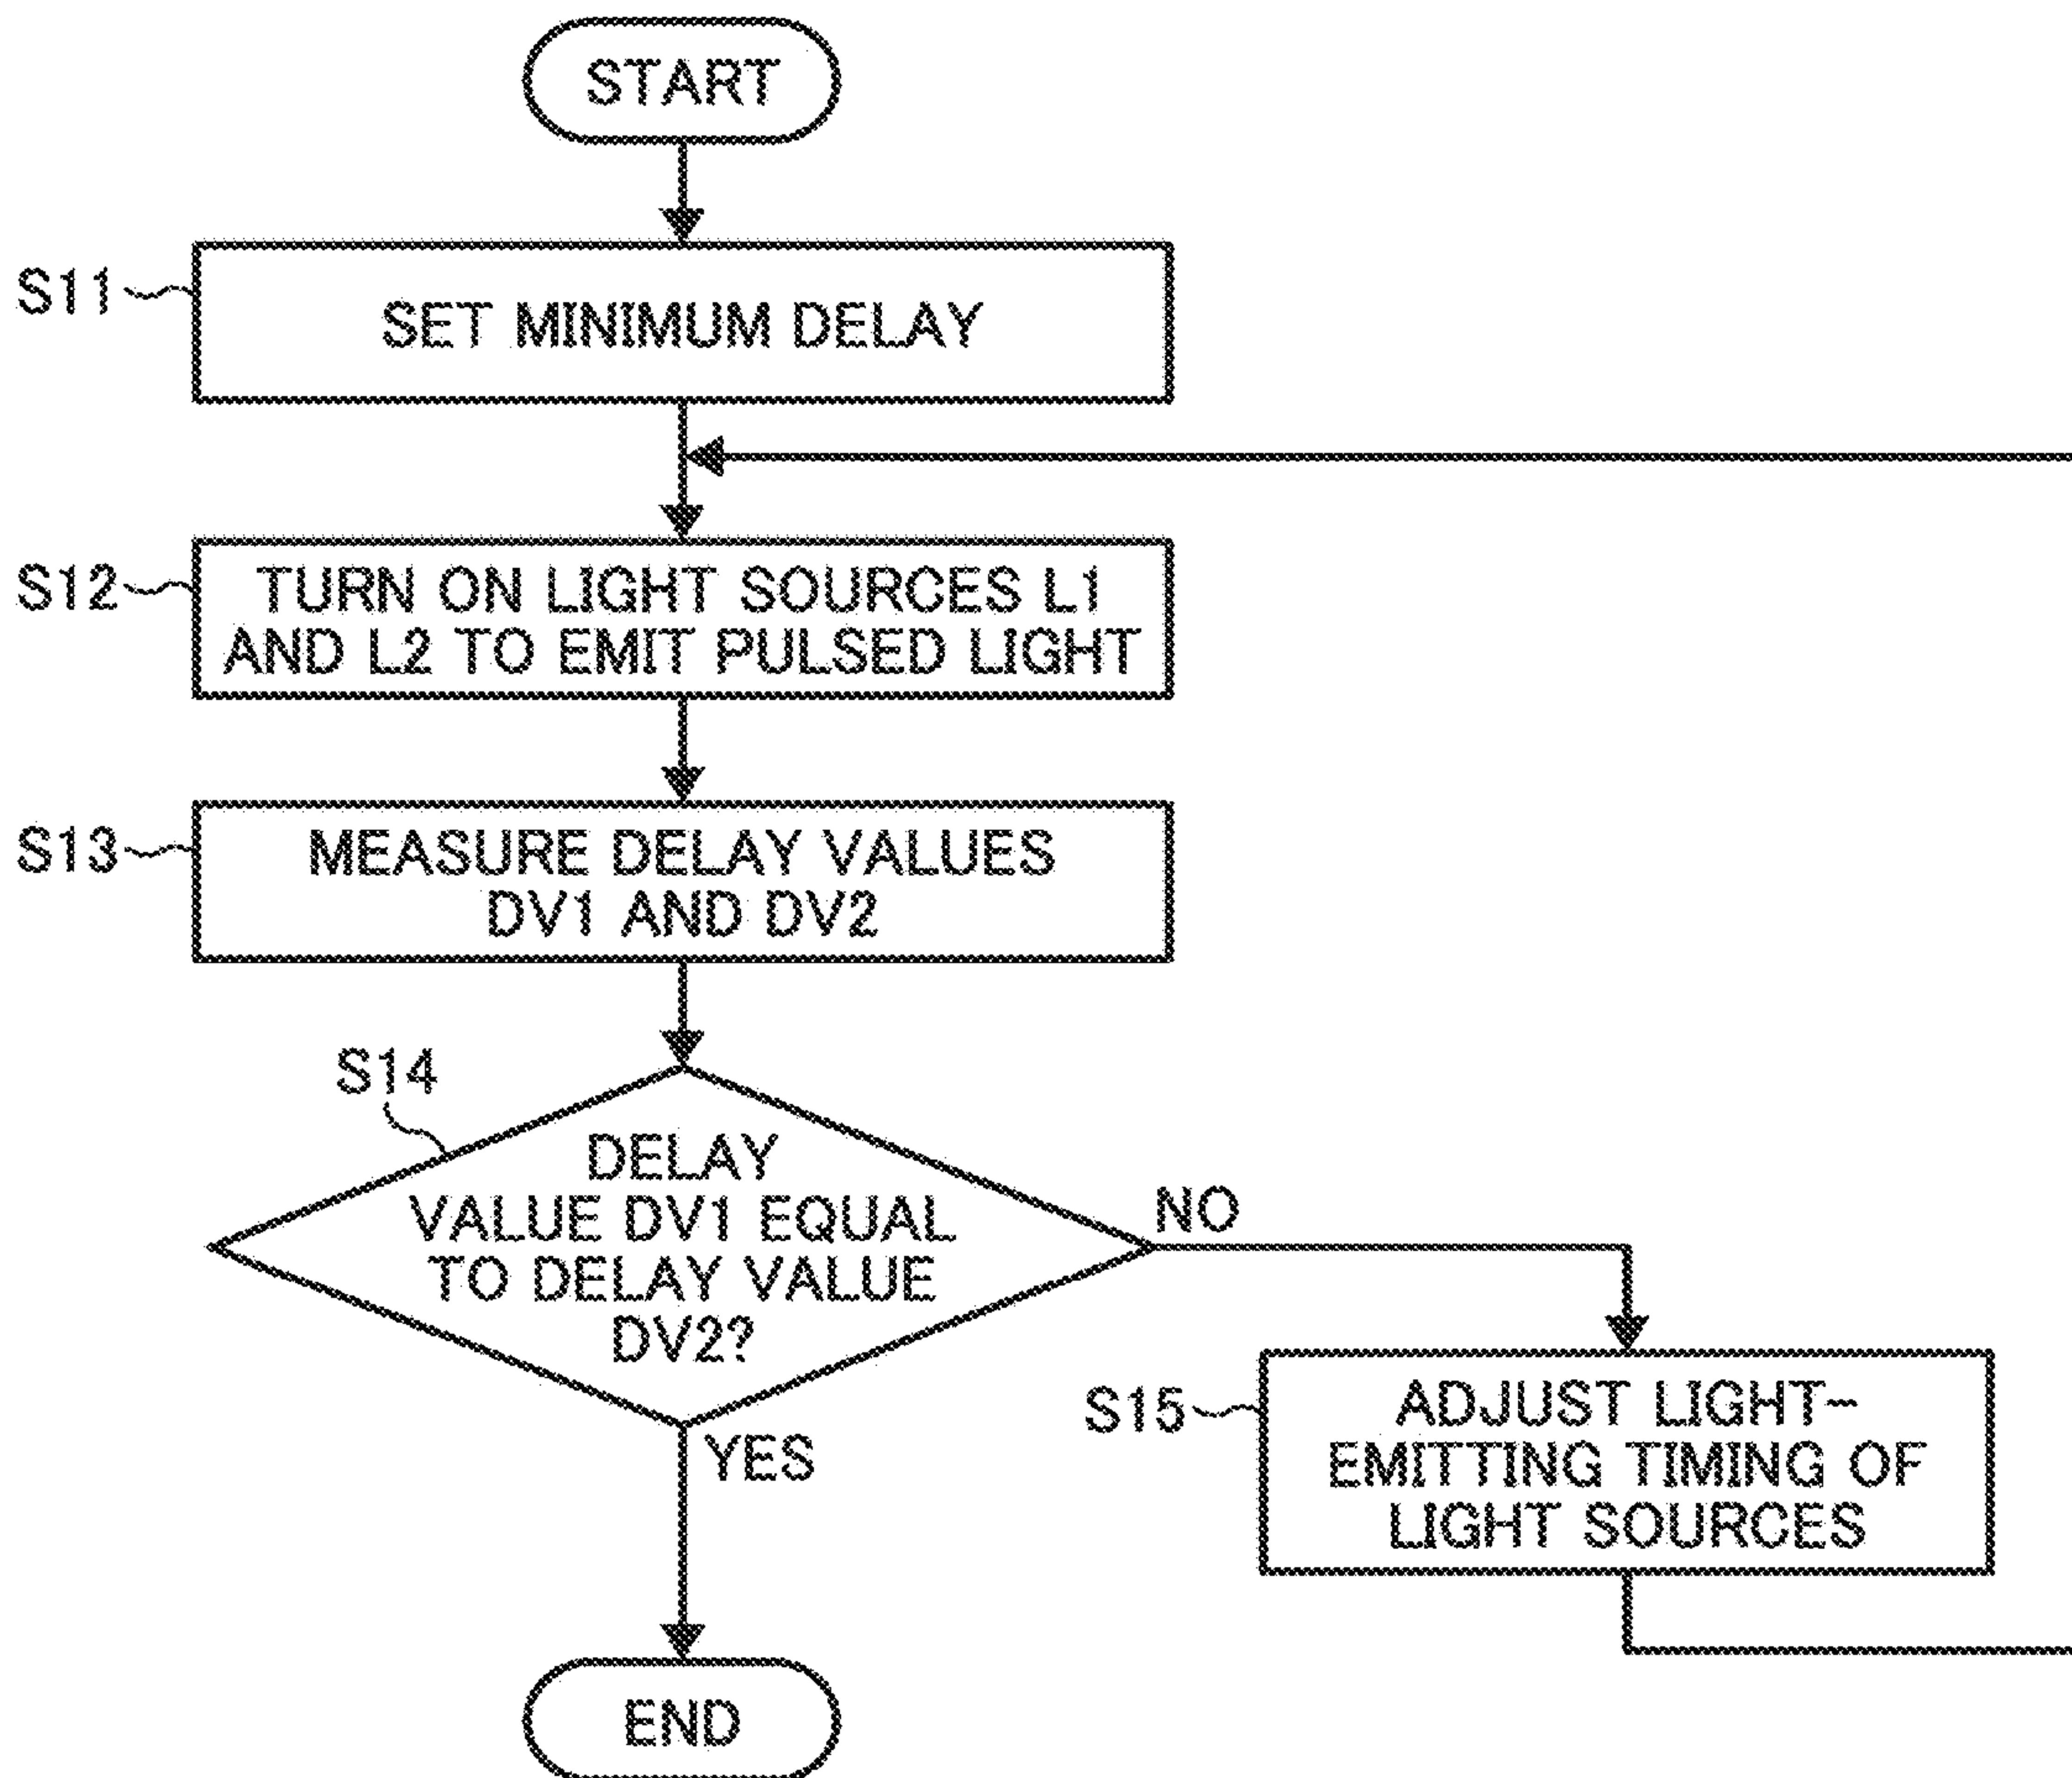 START
S11
SET MINIMUM DELAY
S12
TURN ON LIGHT SOURCES L1
AND L2 TO EMIT PULSED LIGHT
S13
MEASURE DELAY VALUES
DV1 AND DV2
S14
DELAY
VALUE DV1 EQUAL
TO DELAY VALUE
DV2?
NO
YES
S15
ADJUST LIGHT-
EMITTING TIMING OF
LIGHT SOURCES
END